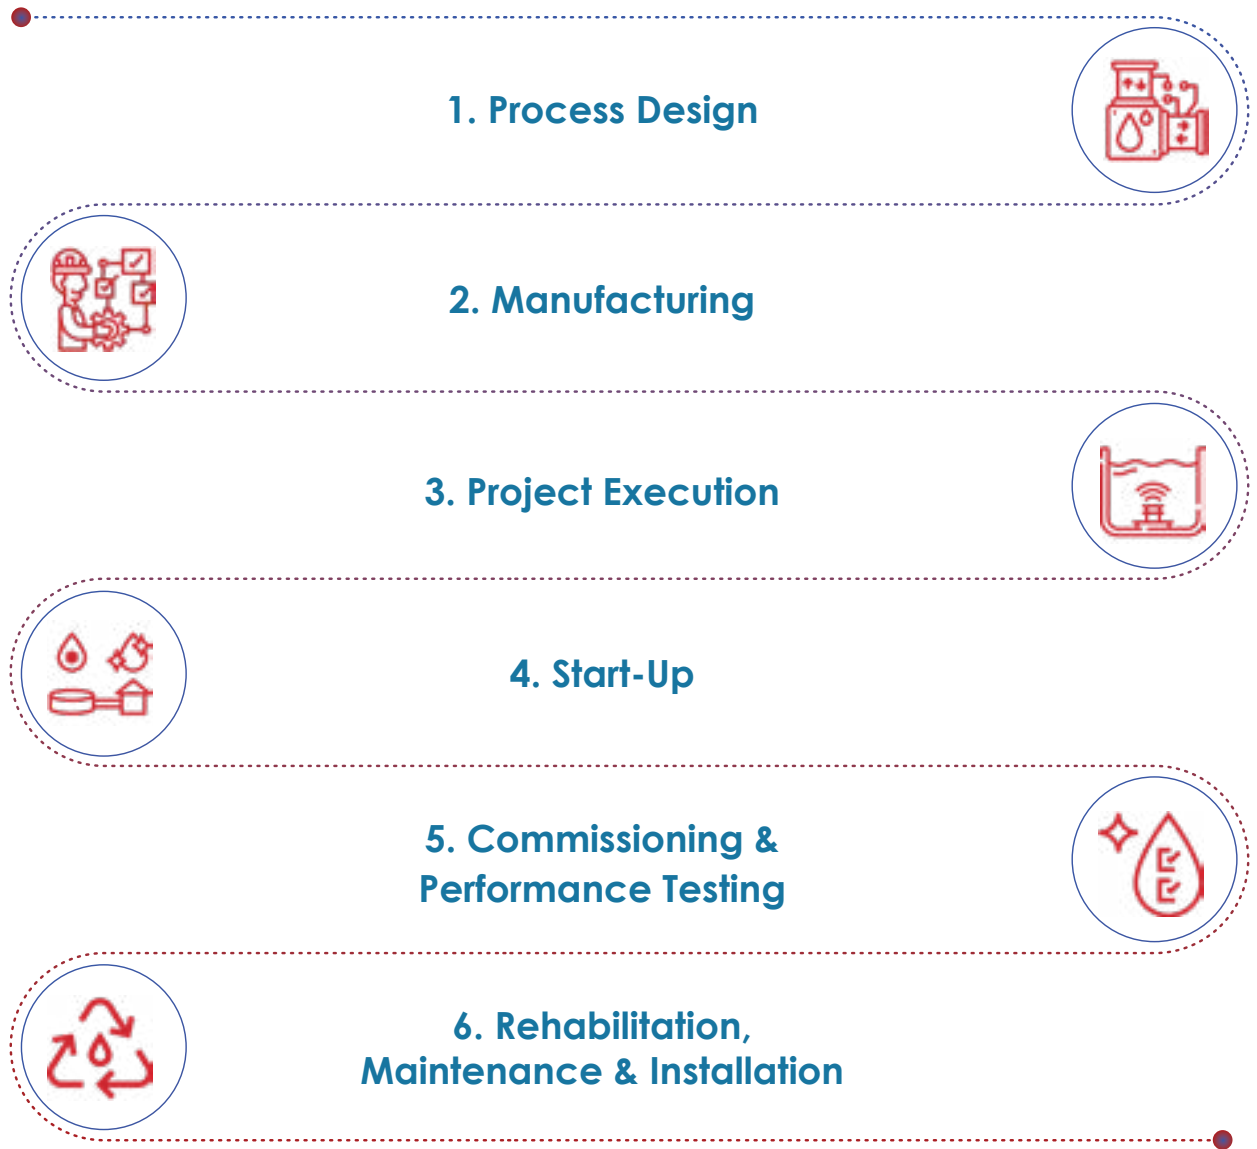 1. Process Design
2. Manufacturing
3. Project Execution
4. Start-Up
5. Commissioning &
Performance Testing
6. Rehabilitation,
Maintenance & Installation